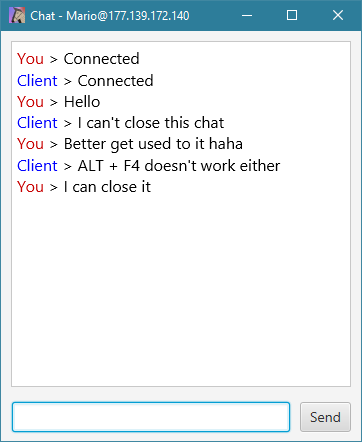 Chat - Mario@177.139.172.140
You > Connected
Client > Connected
You > Hello
Client > I can't close this chat
You > Better get used to it haha
Client > ALT + F4 doesn't work either
You > I can close it
Send